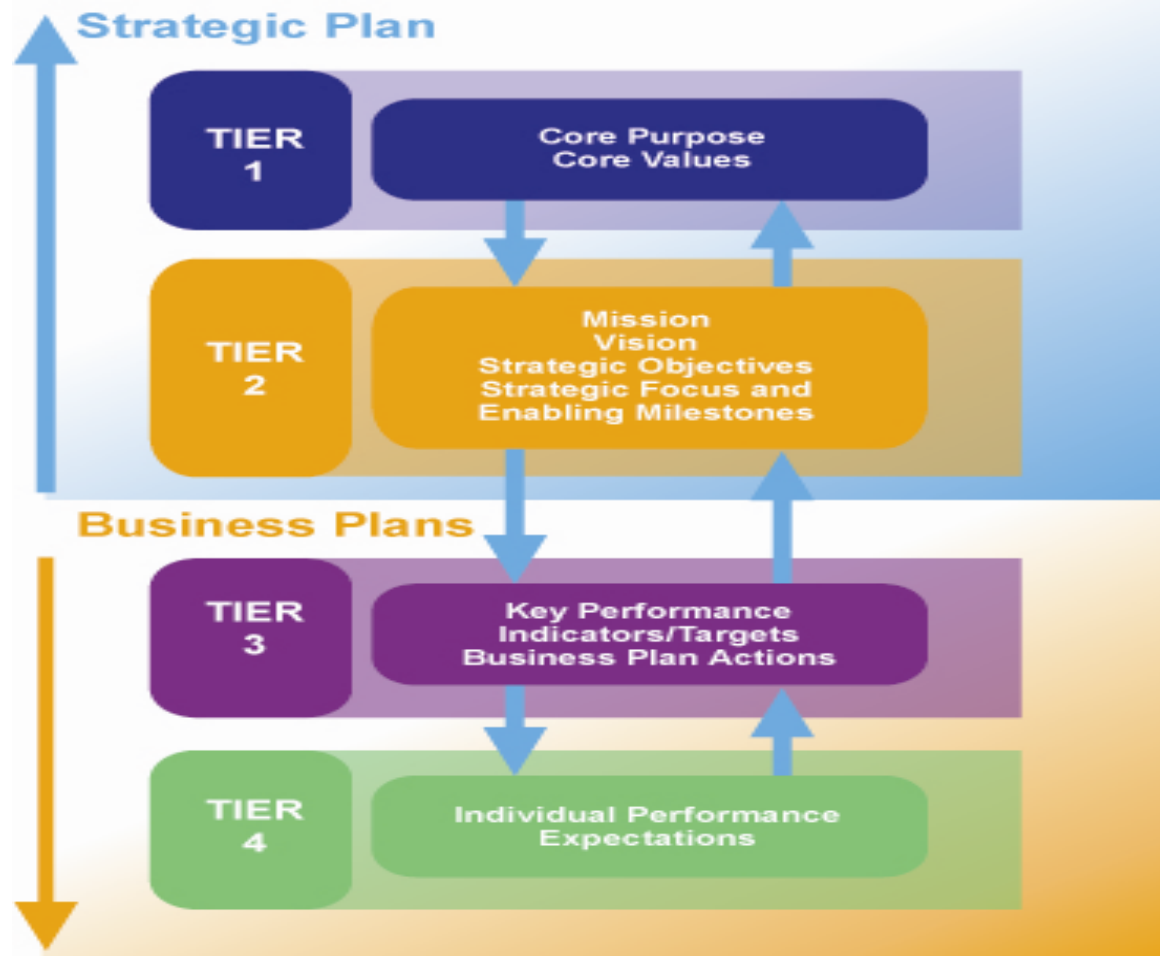 Strategic Plan
TIER
1
Core Purpose
Core Values
TIER
2
Mission
Vision
Strategic Objectives
Strategic Focus and
Enabling Milestones
Business Plans
TIER
3
Key Performance
Indicators/Targets
Business Plan Actions
TIER
4
Individual Performance
Expectations